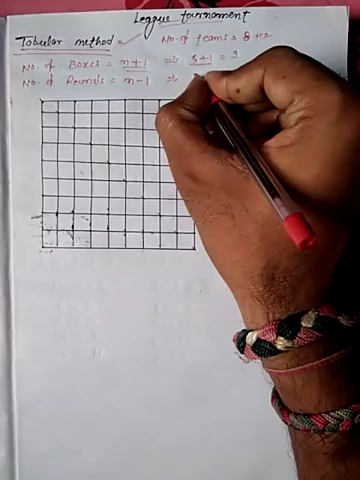 League tournament
Tabular method No. of teams = 8
No. of Boxes = n+1 ⇒ 8+1 = 9
No. of Rounds = n-1 ⇒